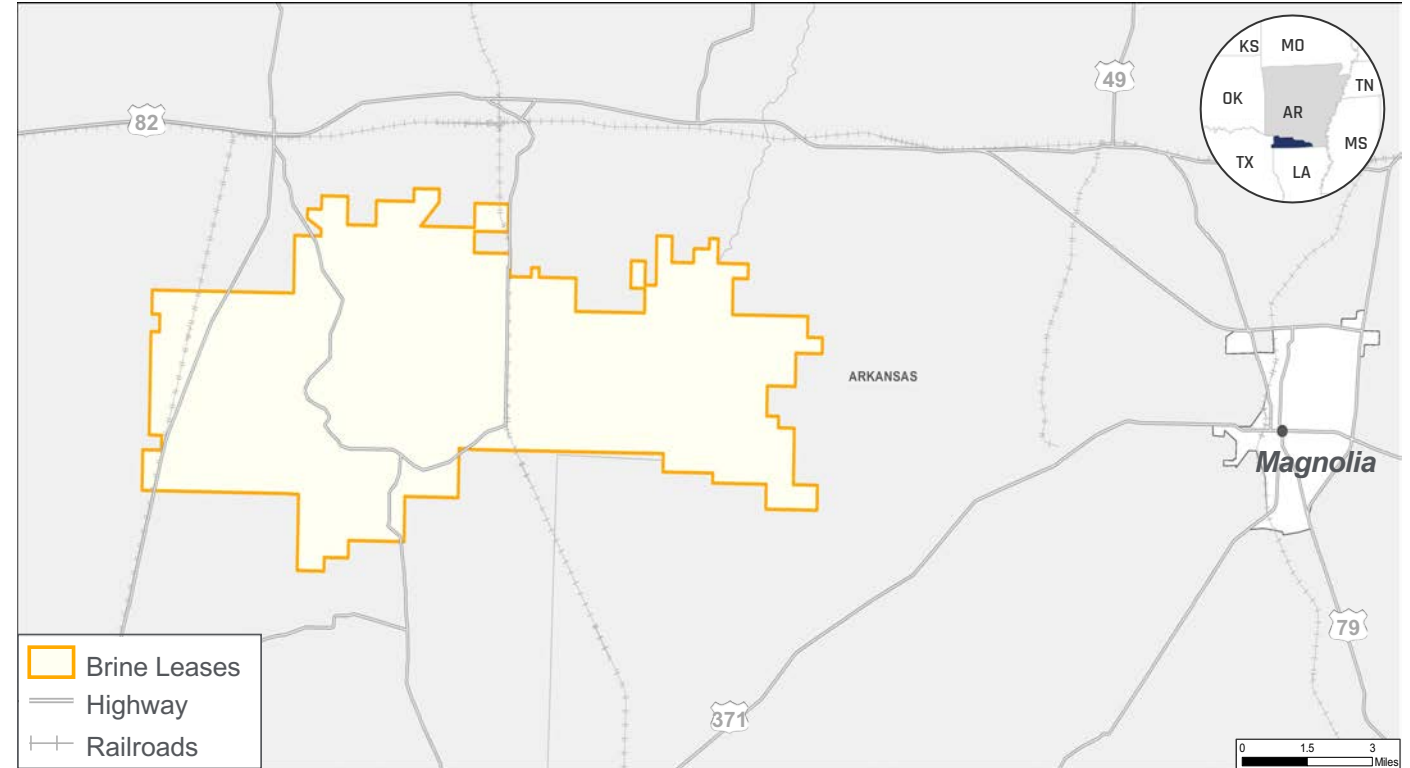 KS
MO
49
OK
TN
82
AR
MS
TX
LA
ARKANSAS
Magnolia
79
Brine Leases
Highway
371
Railroads
0 1.5 3
Miles